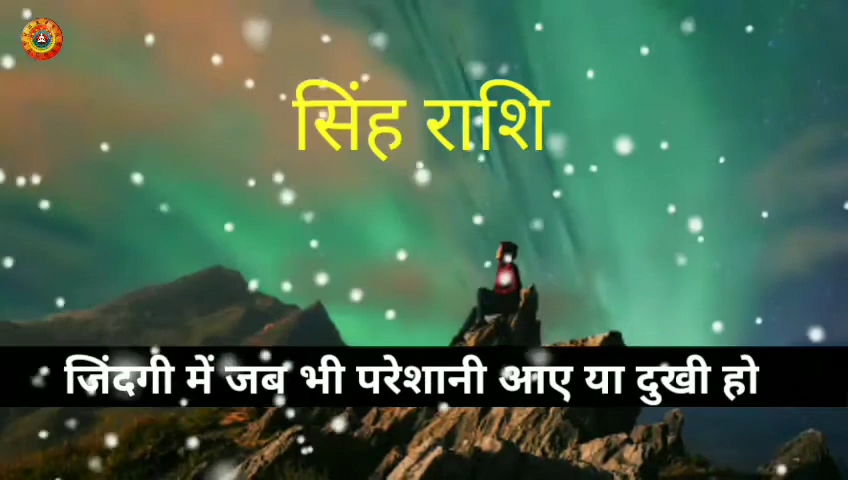 सिंह राशि
जिंदगी में जब भी परेशानी आए या दुखी हो